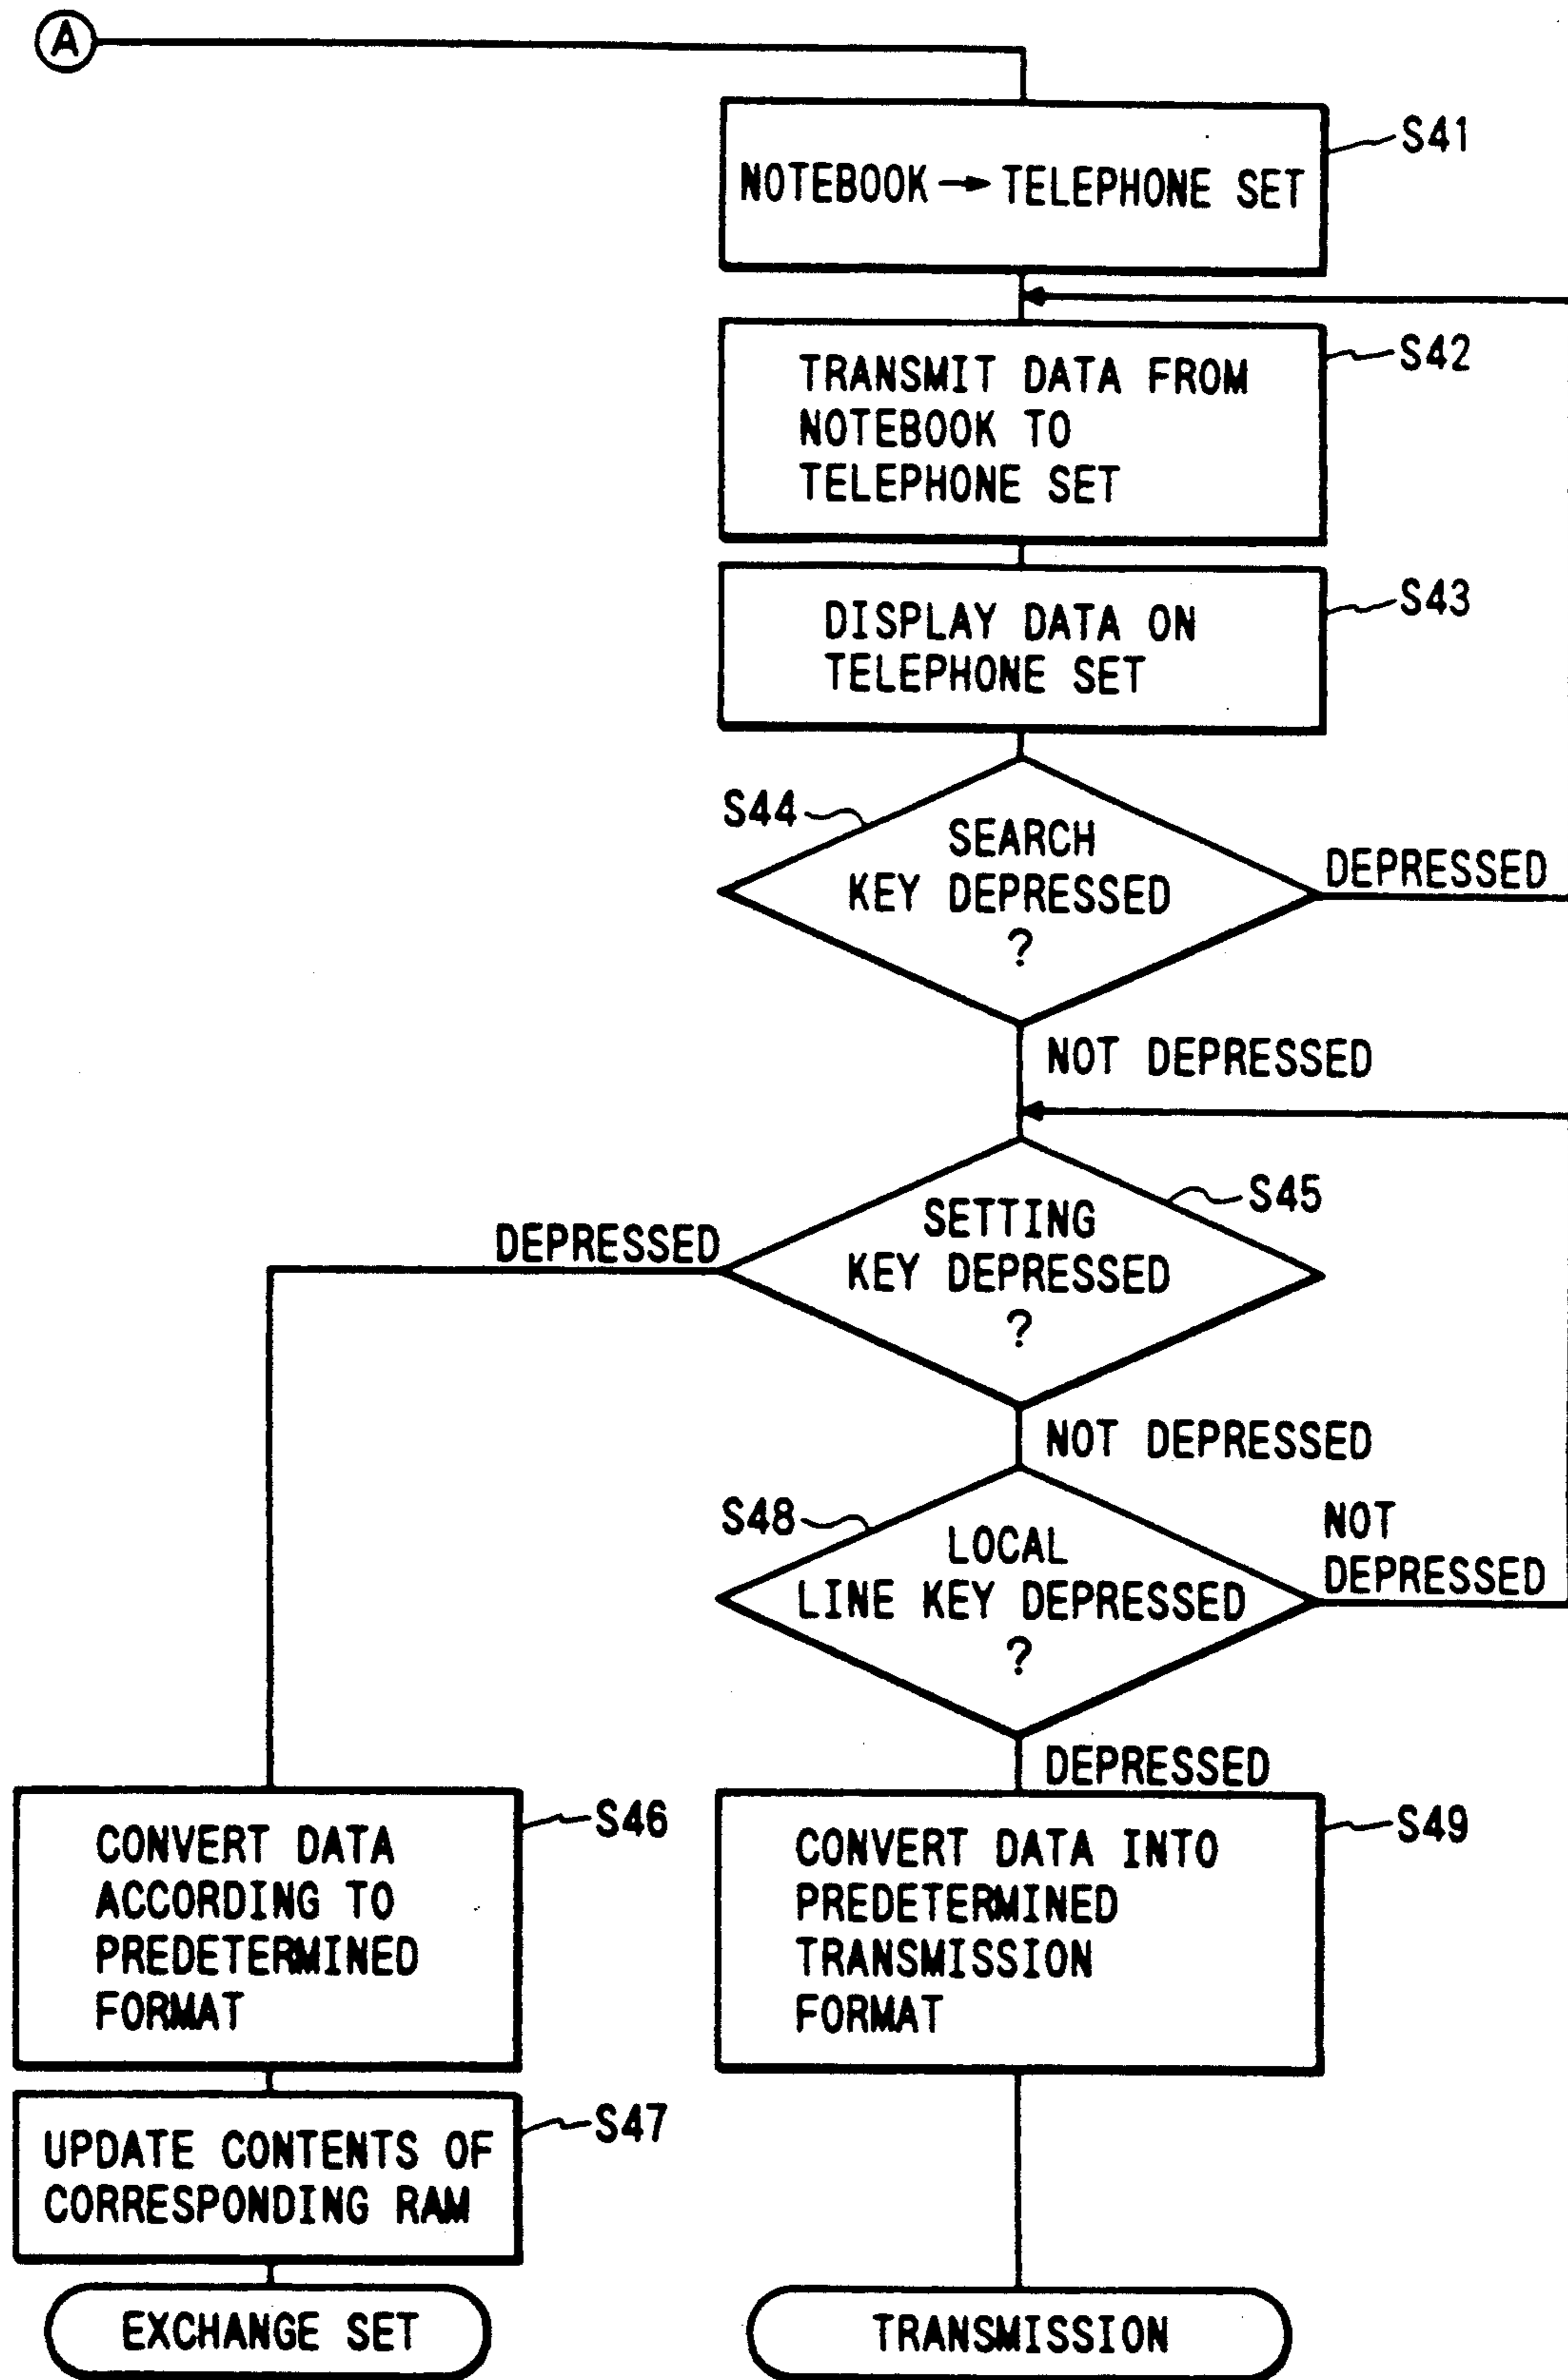 A
S41
NOTEBOOK → TELEPHONE SET
S42
TRANSMIT DATA FROM
NOTEBOOK TO
TELEPHONE SET
S43
DISPLAY DATA ON
TELEPHONE SET
S44
SEARCH
KEY DEPRESSED
?
DEPRESSED
NOT DEPRESSED
S45
SETTING
KEY DEPRESSED
?
DEPRESSED
NOT DEPRESSED
S48
LOCAL
LINE KEY DEPRESSED
?
NOT
DEPRESSED
DEPRESSED
S46
CONVERT DATA
ACCORDING TO
PREDETERMINED
FORMAT
S49
CONVERT DATA INTO
PREDETERMINED
TRANSMISSION
FORMAT
S47
UPDATE CONTENTS OF
CORRESPONDING RAM
EXCHANGE SET
TRANSMISSION